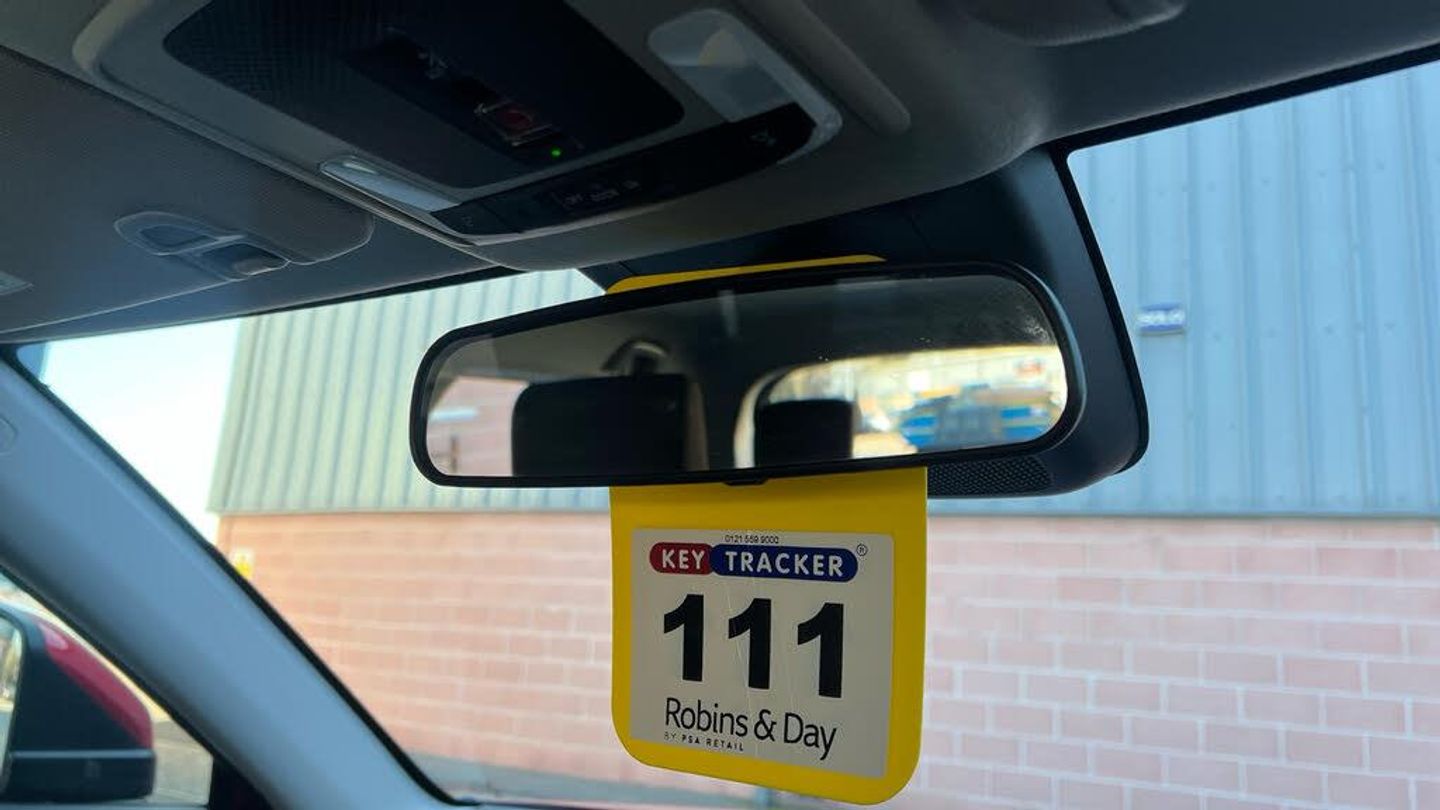 0121 559 9000
KEY TRACKER®
111
Robins & Day
BY PSA RETAIL